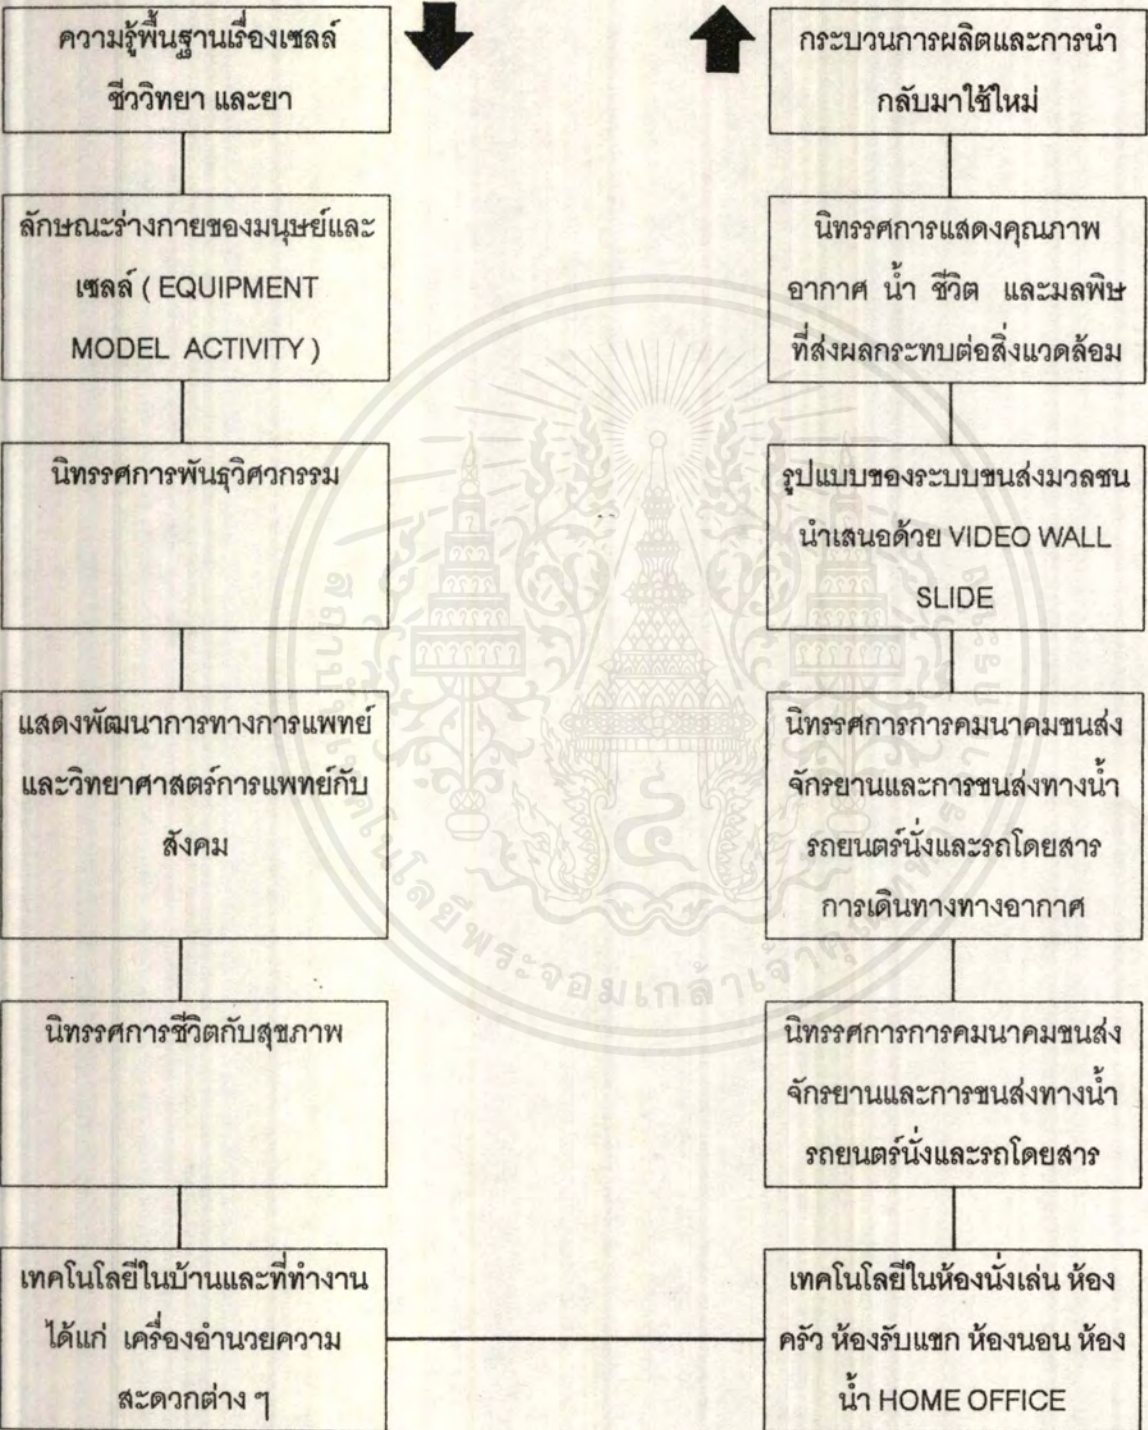 ความรู้พื้นฐานเรื่องเซลล์
ชีววิทยา และยา
ลักษณะร่างกายของมนุษย์และ
เซลล์ ( EQUIPMENT
MODEL ACTIVITY )
นิทรรศการพันธุวิศวกรรม
แสดงพัฒนาการทางการแพทย์
และวิทยาศาสตร์การแพทย์กับ
สังคม
นิทรรศการชีวิตกับสุขภาพ
เทคโนโลยีในบ้านและที่ทำงาน
ได้แก่ เครื่องอำนวยความ
สะดวกต่าง ๆ
เทคโนโลยีในห้องนั่งเล่น ห้อง
ครัว ห้องรับแขก ห้องนอน ห้อง
น้ำ HOME OFFICE
นิทรรศการการคมนาคมขนส่ง
จักรยานและการขนส่งทางน้ำ
รถยนตร์นั่งและรถโดยสาร
นิทรรศการการคมนาคมขนส่ง
จักรยานและการขนส่งทางน้ำ
รถยนตร์นั่งและรถโดยสาร
การเดินทางทางอากาศ
รูปแบบของระบบขนส่งมวลชน
นำเสนอด้วย VIDEO WALL
SLIDE
นิทรรศการแสดงคุณภาพ
อากาศ น้ำ ชีวิต และมลพิษ
ที่ส่งผลกระทบต่อสิ่งแวดล้อม
กระบวนการผลิตและการนำ
กลับมาใช้ใหม่